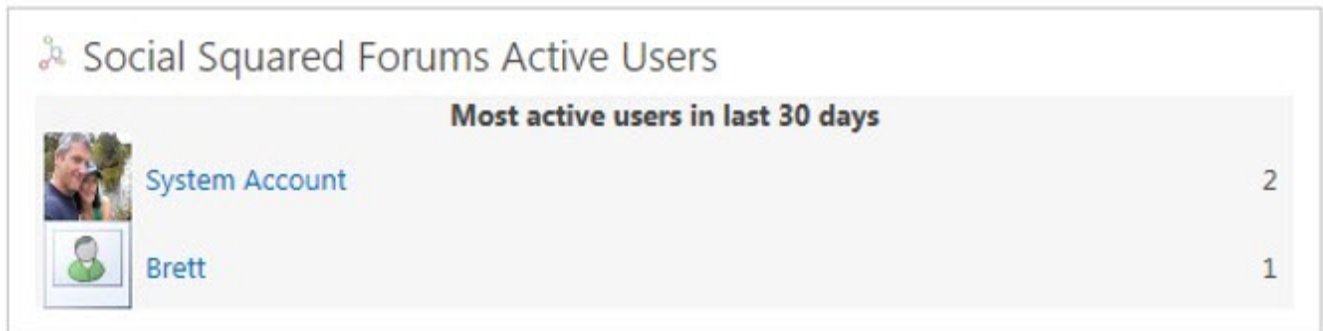 Social Squared Forums Active Users
Most active users in last 30 days
System Account 2
Brett 1